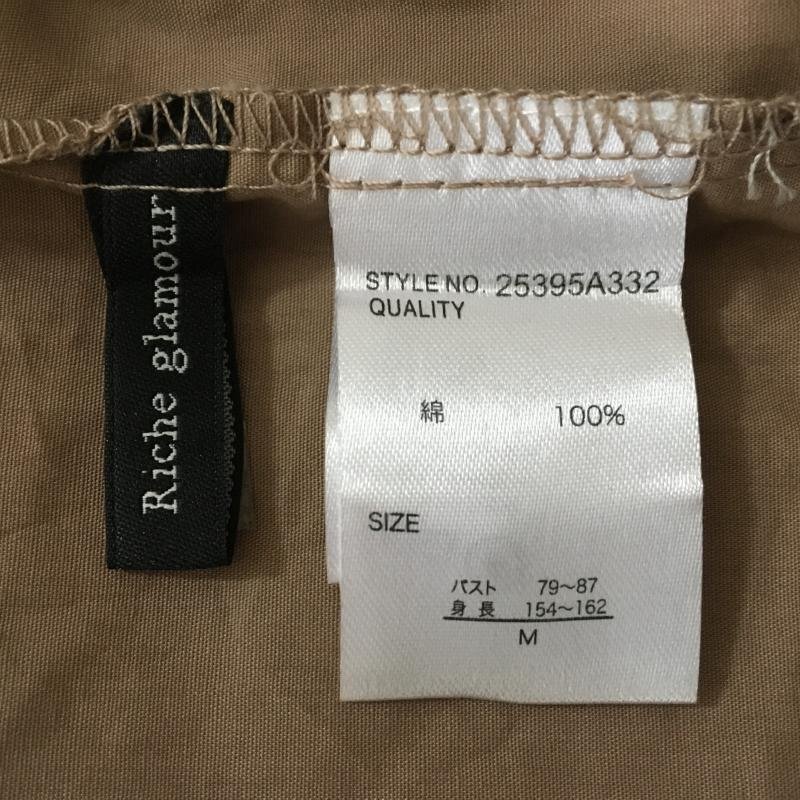 Riche glamour
STYLE NO. 25395A332
QUALITY
綿 100%
SIZE
バスト 79～87
身長 154～162
M